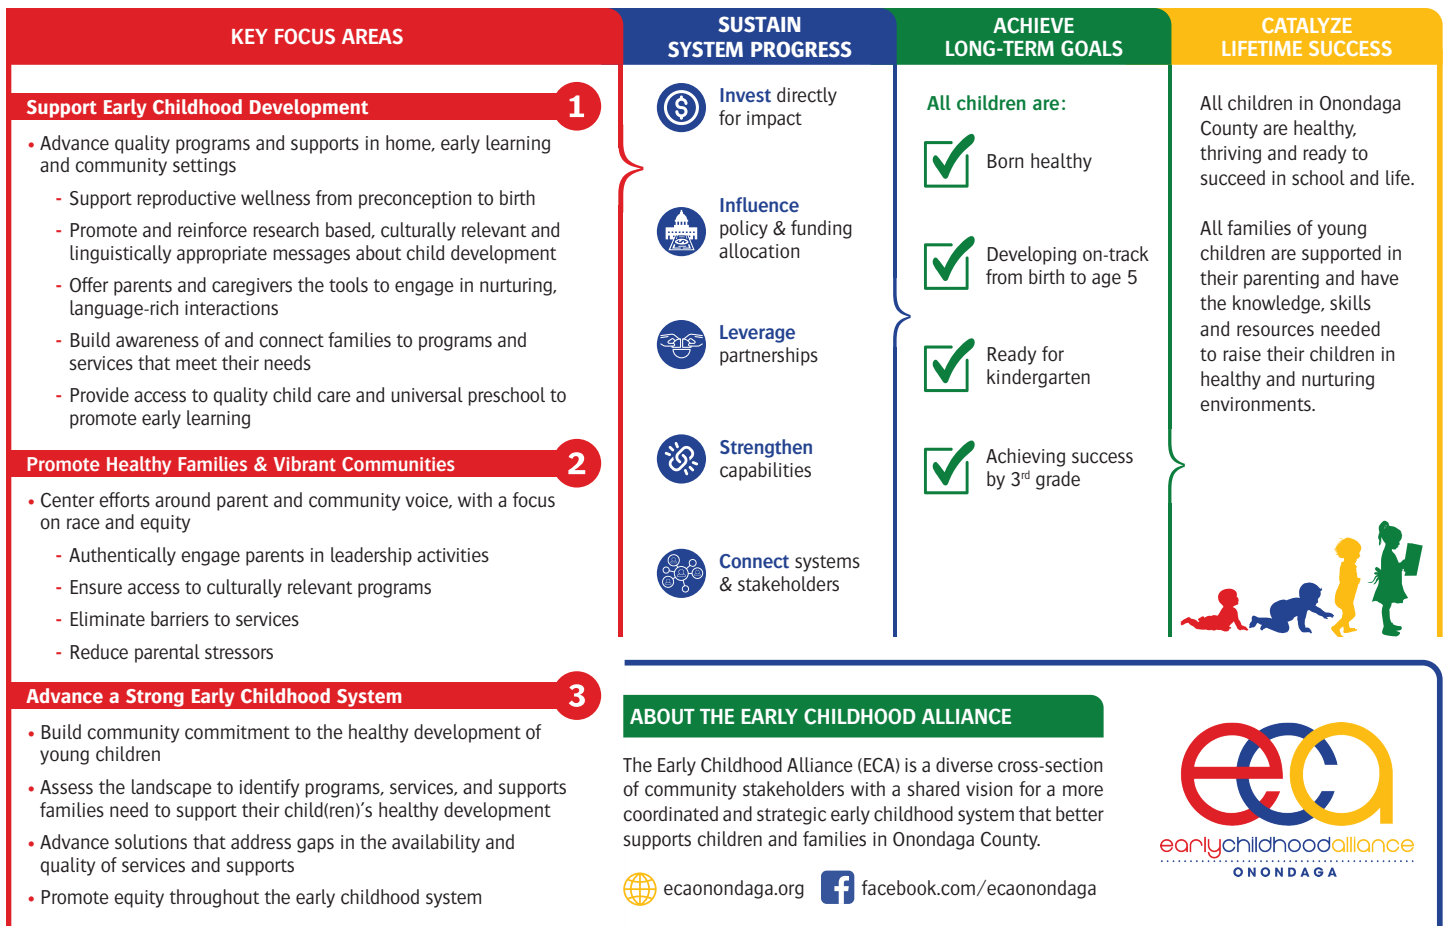 KEY FOCUS AREAS
Support Early Childhood Development
1
• Advance quality programs and supports in home, early learning
and community settings
- Support reproductive wellness from preconception to birth
- Promote and reinforce research based, culturally relevant and
linguistically appropriate messages about child development
- Offer parents and caregivers the tools to engage in nurturing,
language-rich interactions
- Build awareness of and connect families to programs and
services that meet their needs
- Provide access to quality child care and universal preschool to
promote early learning
Promote Healthy Families & Vibrant Communities
2
• Center efforts around parent and community voice, with a focus
on race and equity
- Authentically engage parents in leadership activities
- Ensure access to culturally relevant programs
- Eliminate barriers to services
- Reduce parental stressors
Advance a Strong Early Childhood System
3
• Build community commitment to the healthy development of
young children
• Assess the landscape to identify programs, services, and supports
families need to support their child(ren)'s healthy development
• Advance solutions that address gaps in the availability and
quality of services and supports
• Promote equity throughout the early childhood system
SUSTAIN
SYSTEM PROGRESS
$
Invest directly
for impact
Influence
policy & funding
allocation
Leverage
partnerships
Strengthen
capabilities
Connect systems
& stakeholders
ACHIEVE
LONG-TERM GOALS
All children are:
Born healthy
Developing on-track
from birth to age 5
Ready for
kindergarten
Achieving success
by 3rd grade
CATALYZE
LIFETIME SUCCESS
All children in Onondaga
County are healthy,
thriving and ready to
succeed in school and life.
All families of young
children are supported in
their parenting and have
the knowledge, skills
and resources needed
to raise their children in
healthy and nurturing
environments.
ABOUT THE EARLY CHILDHOOD ALLIANCE
The Early Childhood Alliance (ECA) is a diverse cross-section
of community stakeholders with a shared vision for a more
coordinated and strategic early childhood system that better
supports children and families in Onondaga County.
ecaonondaga.org
f facebook.com/ecaonondaga
eca
earlychildhoodalliance
ONONDAGA